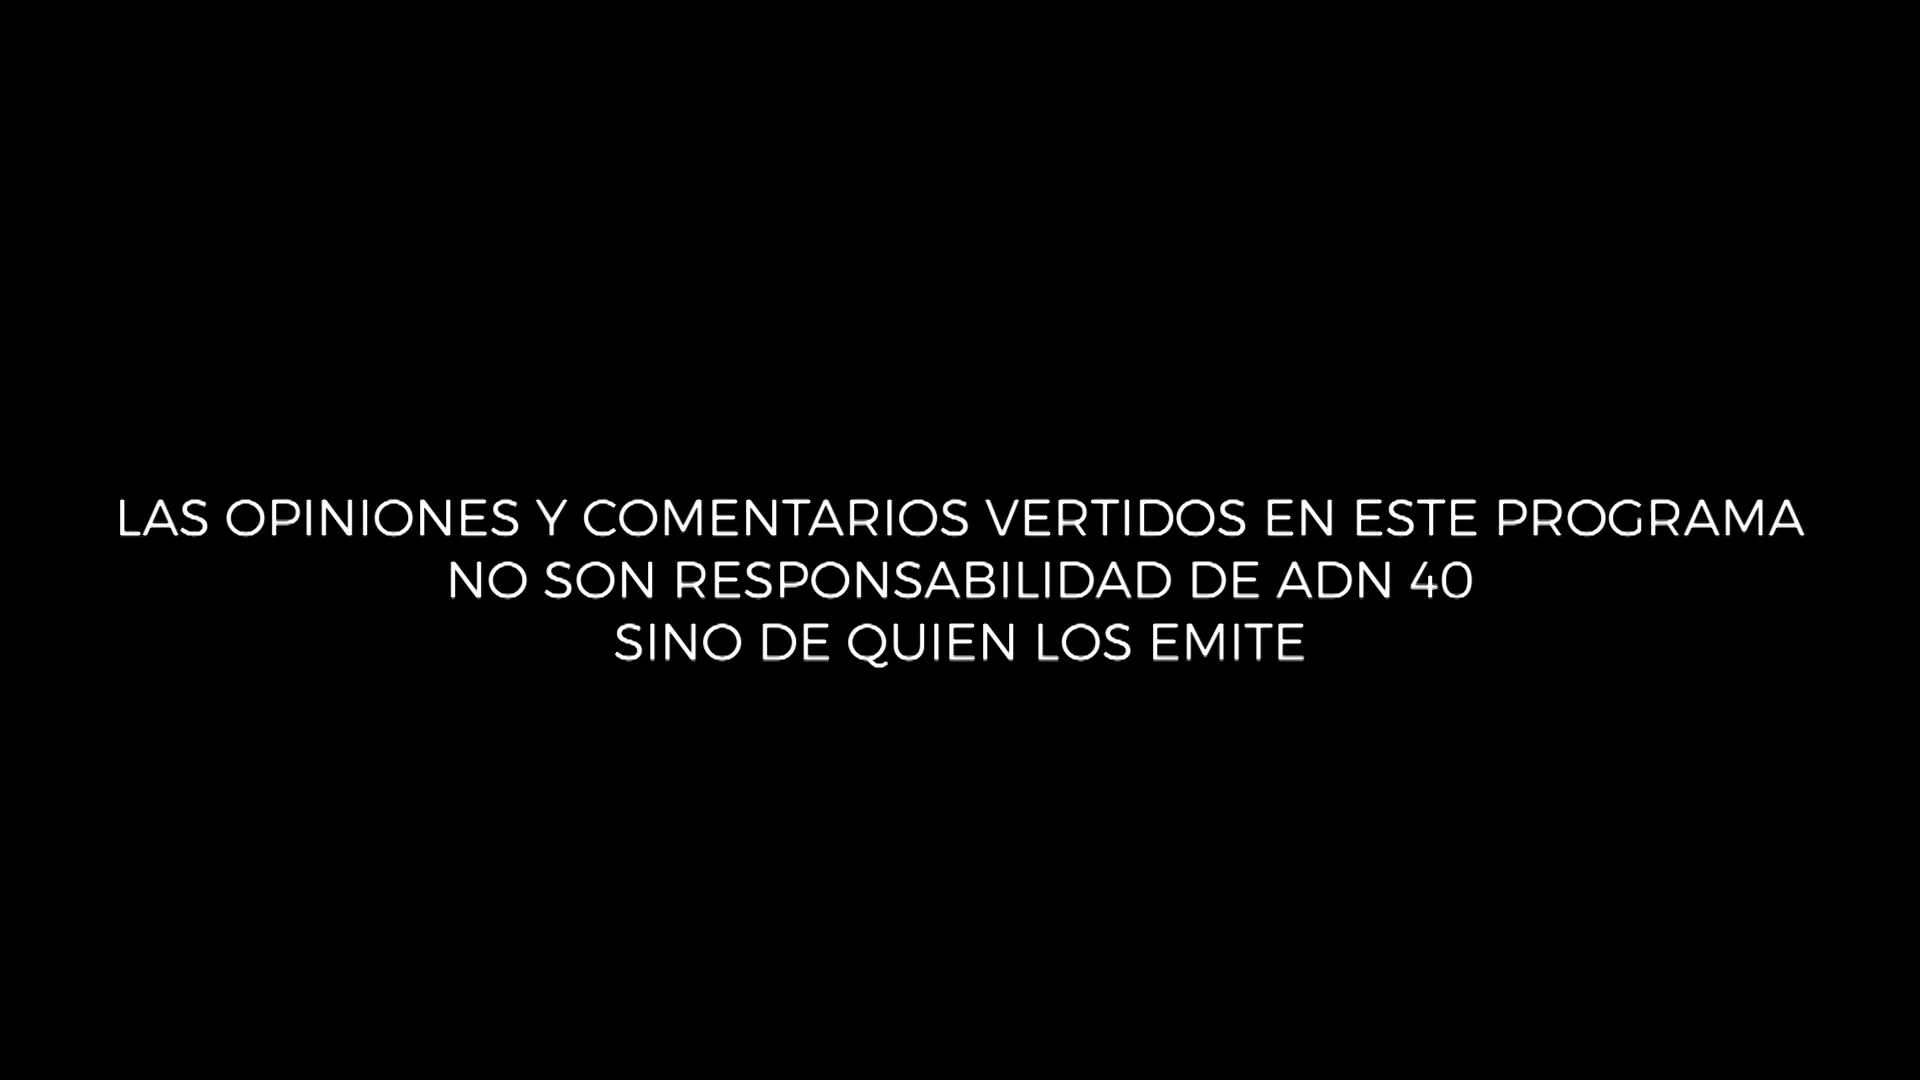 LAS OPINIONES Y COMENTARIOS VERTIDOS EN ESTE PROGRAMA
NO SON RESPONSABILIDAD DE ADN 40
SINO DE QUIEN LOS EMITE